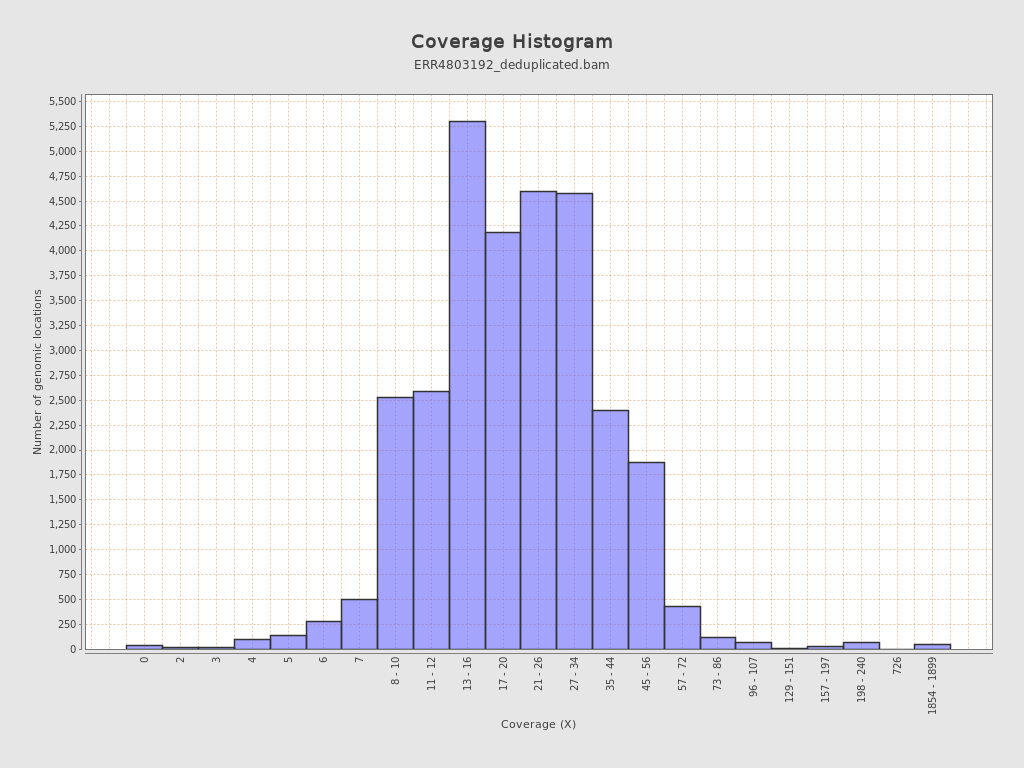 Coverage Histogram
ERR4803192_deduplicated.bam
Number of genomic locations
5,500
5,250
5,000
4,750
4,500
4,250
4,000
3,750
3,500
3,250
3,000
2,750
2,500
2,250
2,000
1,750
1,500
1,250
1,000
750
500
250
0
0
2
3
4
5
6
7
8 - 10
11 - 12
13 - 16
17 - 20
21 - 26
27 - 34
35 - 44
45 - 56
57 - 72
73 - 86
96 - 107
129 - 151
157 - 197
198 - 240
726
1854 - 1899
Coverage (X)